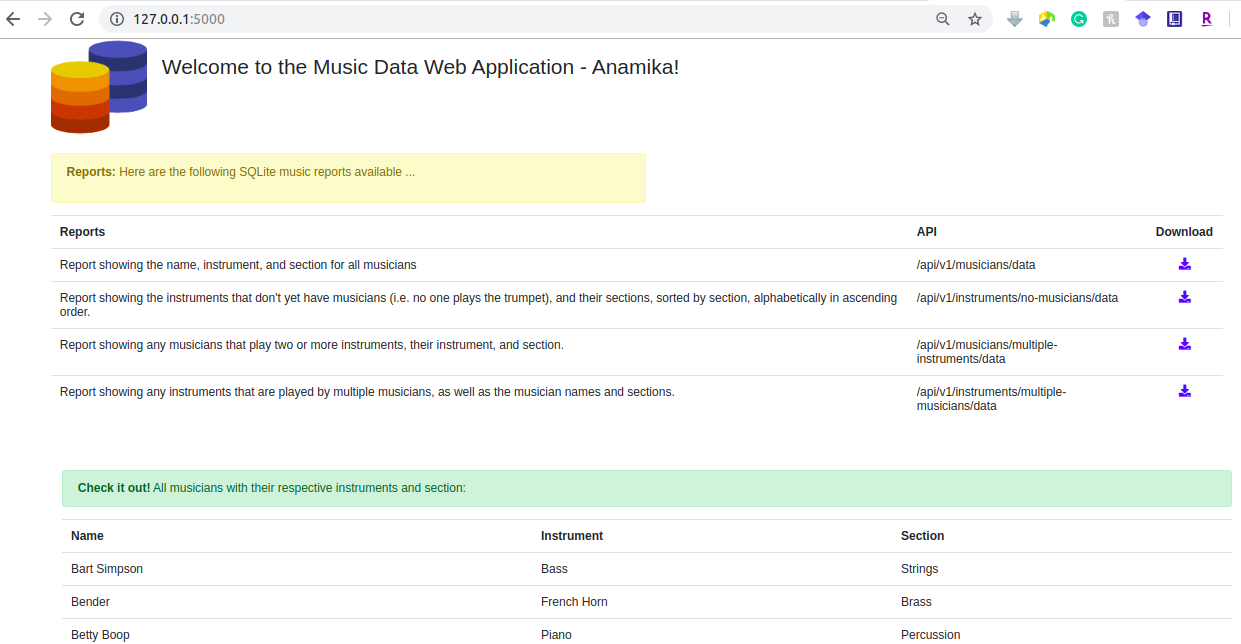 127.0.0.1:5000
Welcome to the Music Data Web Application - Anamika!
Reports: Here are the following SQLite music reports available ...
Reports API Download
Report showing the name, instrument, and section for all musicians /api/v1/musicians/data
Report showing the instruments that don't yet have musicians (i.e. no one plays the trumpet), and their sections, sorted by section, alphabetically in ascending /api/v1/instruments/no-musicians/data
order.
Report showing any musicians that play two or more instruments, their instrument, and section. /api/v1/musicians/multiple-
instruments/data
Report showing any instruments that are played by multiple musicians, as well as the musician names and sections. /api/v1/instruments/multiple-
musicians/data
Check it out! All musicians with their respective instruments and section:
Name Instrument Section
Bart Simpson Bass Strings
Bender French Horn Brass
Betty Boop Piano Percussion